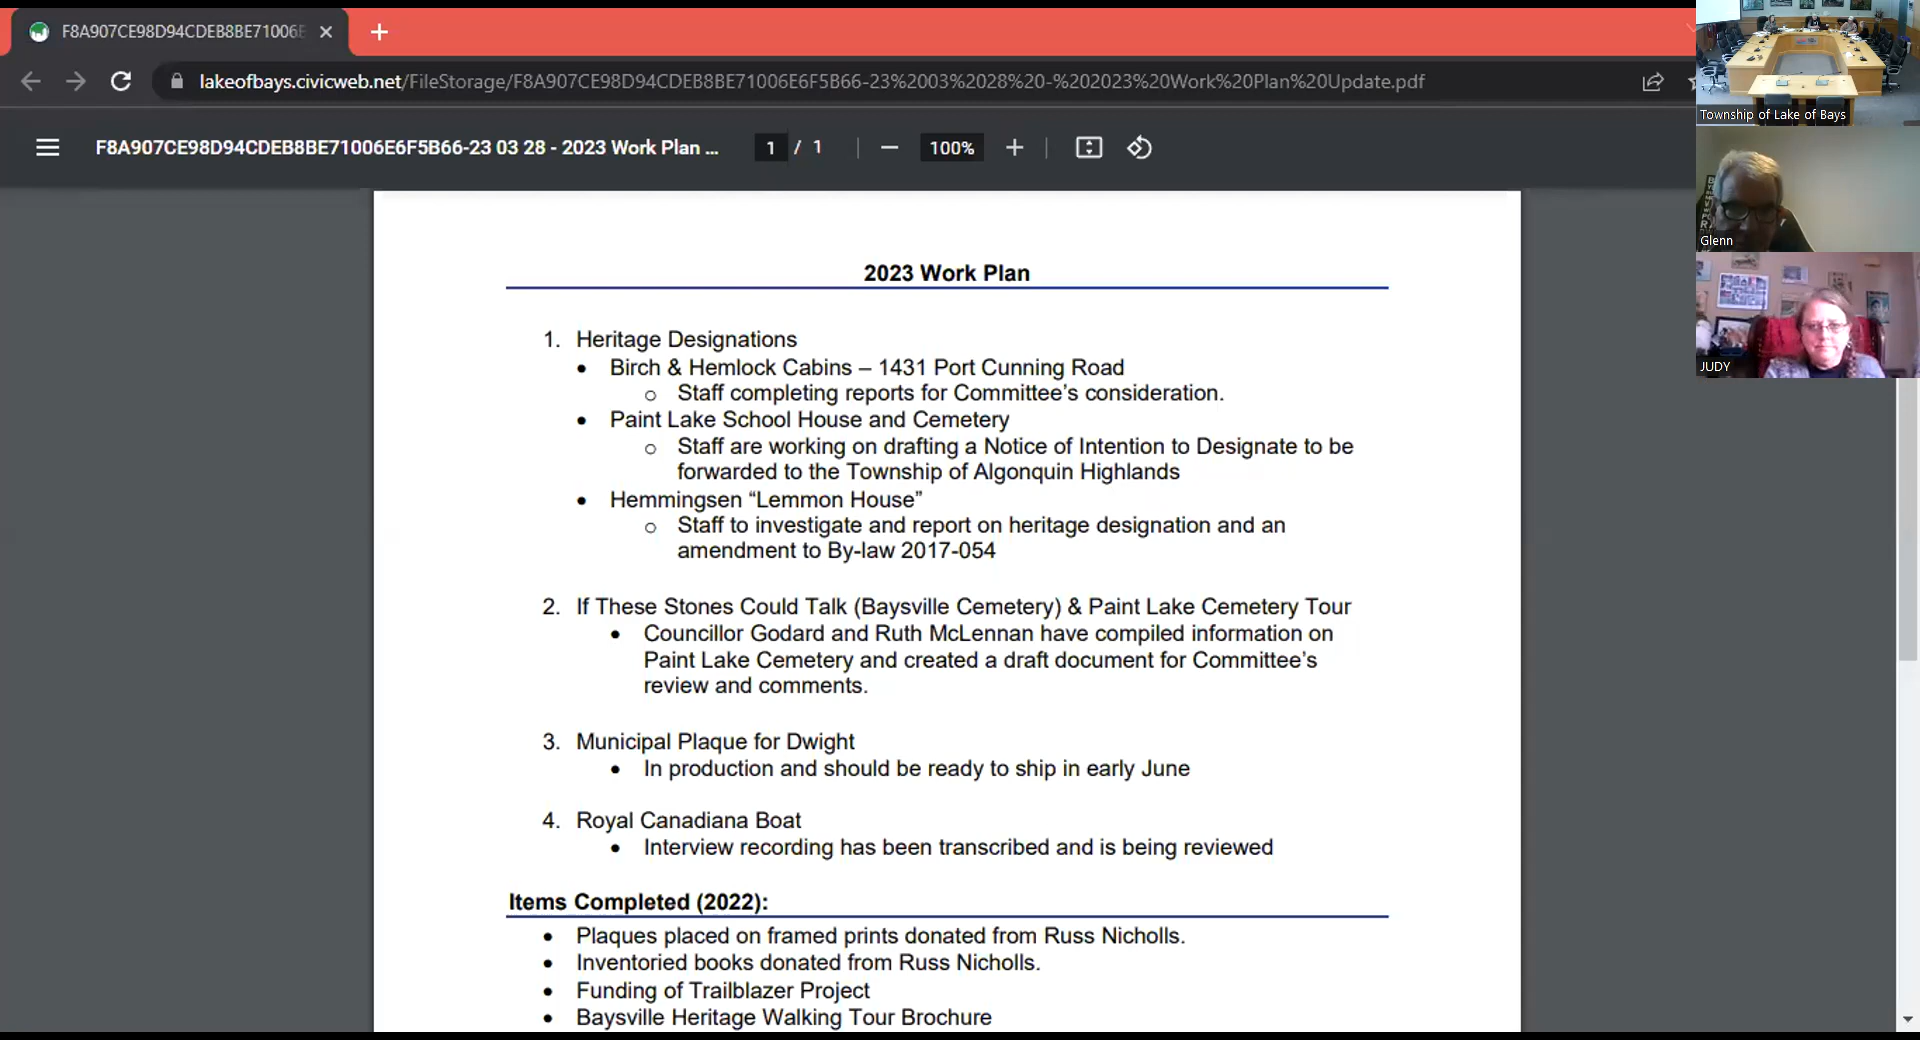 F8A907CE98D94CDEB8BE71006E
lakeofbays.civicweb.net/FileStorage/F8A907CE98D94CDEB8BE71006E6F5B66-23%2003%2028%20-%202023%20Work%20Plan%20Update.pdf
Township of Lake of Bays
F8A907CE98D94CDEB8BE71006E6F5B66-23 03 28 - 2023 Work Plan ...
1 / 1
100%
Glenn
JUDY
2023 Work Plan
1. Heritage Designations
• Birch & Hemlock Cabins – 1431 Port Cunning Road
o Staff completing reports for Committee’s consideration.
• Paint Lake School House and Cemetery
o Staff are working on drafting a Notice of Intention to Designate to be
forwarded to the Township of Algonquin Highlands
• Hemmingsen “Lemmon House”
o Staff to investigate and report on heritage designation and an
amendment to By-law 2017-054
2. If These Stones Could Talk (Baysville Cemetery) & Paint Lake Cemetery Tour
• Councillor Godard and Ruth McLennan have compiled information on
Paint Lake Cemetery and created a draft document for Committee’s
review and comments.
3. Municipal Plaque for Dwight
• In production and should be ready to ship in early June
4. Royal Canadiana Boat
• Interview recording has been transcribed and is being reviewed
Items Completed (2022):
• Plaques placed on framed prints donated from Russ Nicholls.
• Inventoried books donated from Russ Nicholls.
• Funding of Trailblazer Project
• Baysville Heritage Walking Tour Brochure